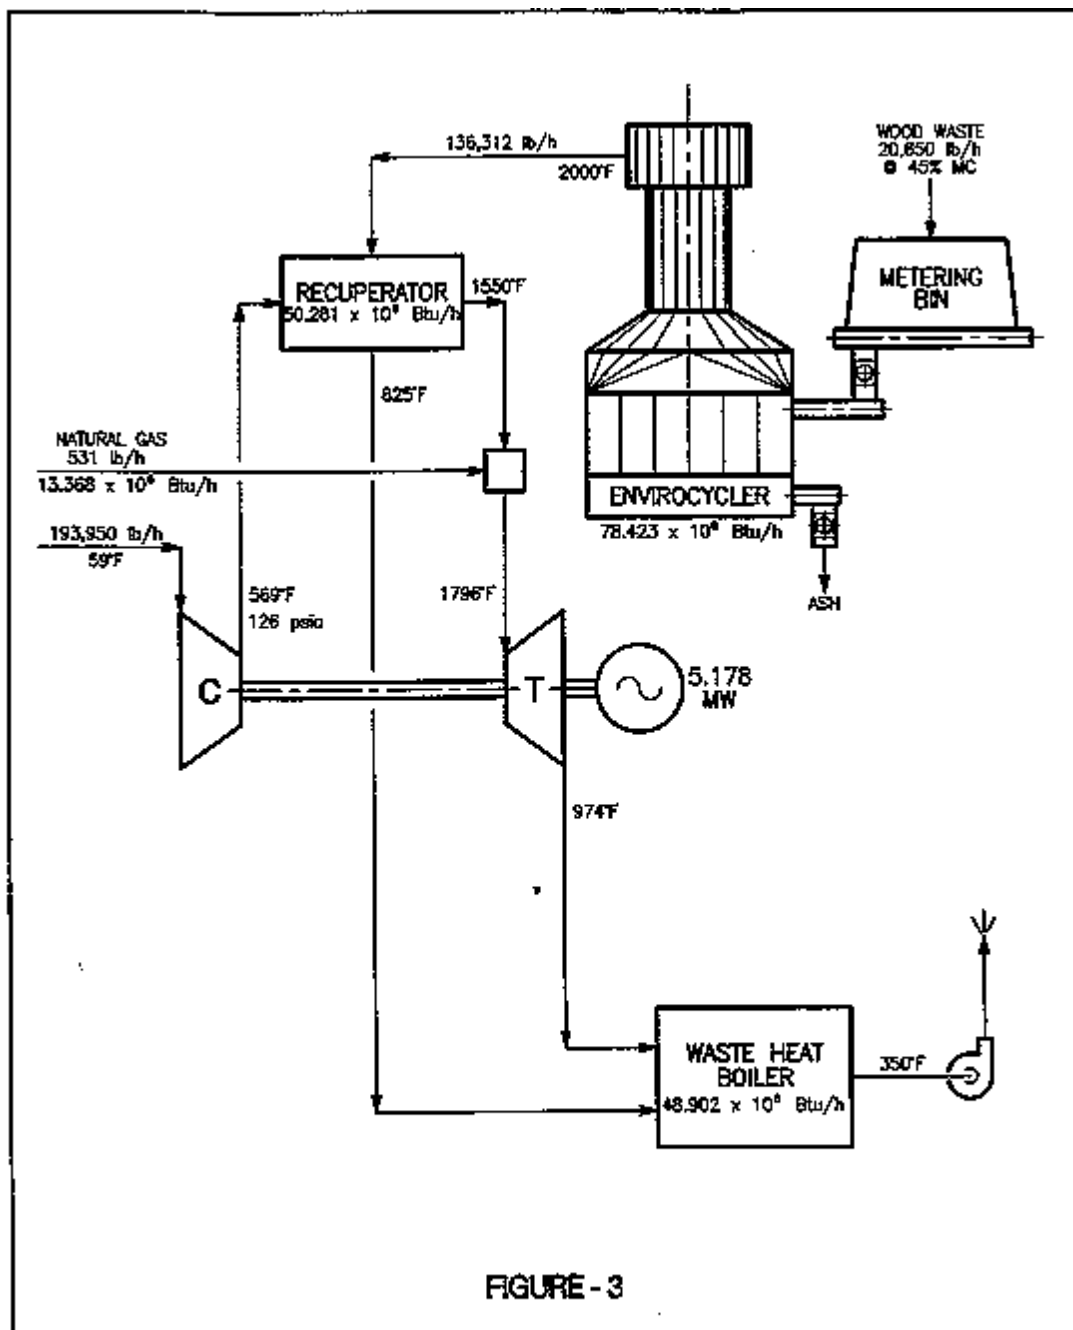 136,312 lb/h
2000°F
WOOD WASTE
20,650 lb/h
@ 45% MC
METERING
BIN
RECUPERATOR
50.281 x 10⁶ Btu/h
1550°F
825°F
NATURAL GAS
531 lb/h
13.368 x 10⁶ Btu/h
ENVIROCYCLER
78.423 x 10⁶ Btu/h
ASH
193,950 lb/h
59°F
569°F
126 psia
1796°F
C
T
5.178
MW
974°F
WASTE HEAT
BOILER
48.902 x 10⁶ Btu/h
350°F
FIGURE - 3